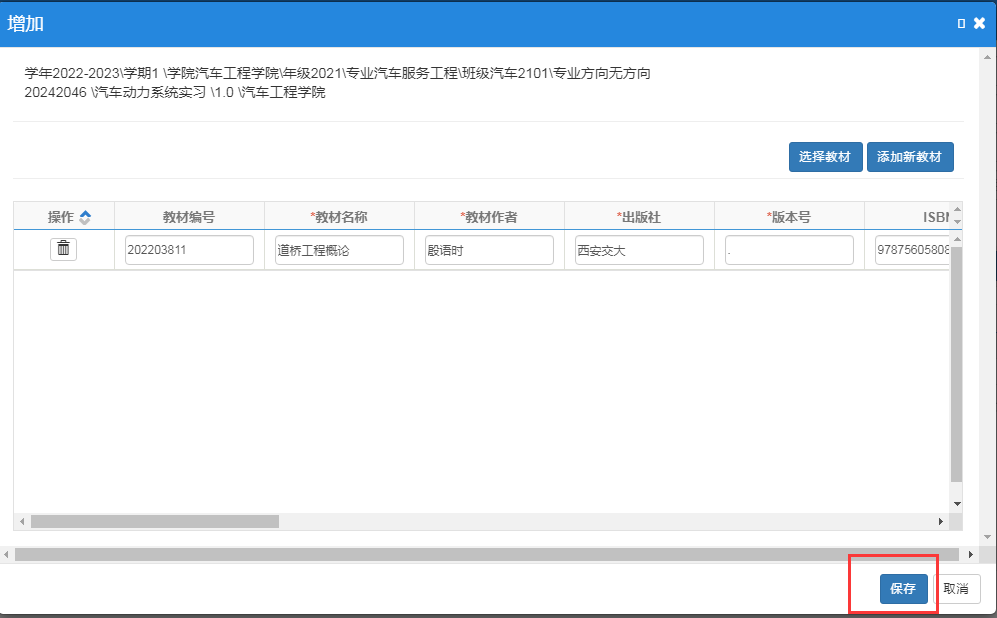 增加
学年2022-2023\学期1 \学院汽车工程学院\年级2021\专业汽车服务工程\班级汽车2101\专业方向无方向
20242046 \汽车动力系统实习 \1.0 \汽车工程学院
选择教材 添加新教材
操作 教材编号 *教材名称 *教材作者 *出版社 *版本号 ISBN
202203811 道桥工程概论 殷语时 西安交大 . 97875605808
保存 取消